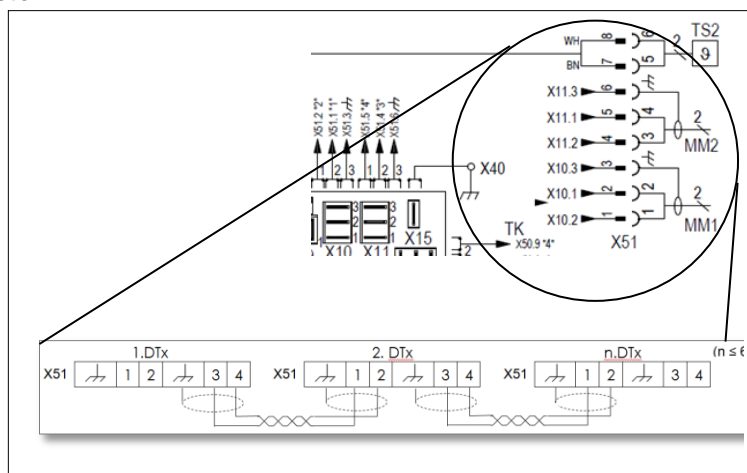 TS2
WH 8 6 2 ϑ
BN 7 5
X11.3 6
X11.1 5 4 2
X11.2 4 3 MM2
X10.3 3
X10.1 2 2 2
X10.2 1 1 MM1
X51
X51.2 "2"
X51.1 "1"
X51.3
X51.5 "4"
X51.4 "3"
X51.6
1 2 3 1 2 3
X40
3 3
2 2
1 1
X10 X11 X15
TK
2 X50.9 "4"
1.DTx 2. DTx n.DTx (n ≤ 6
X51 1 2 3 4 X51 1 2 3 4 X51 1 2 3 4